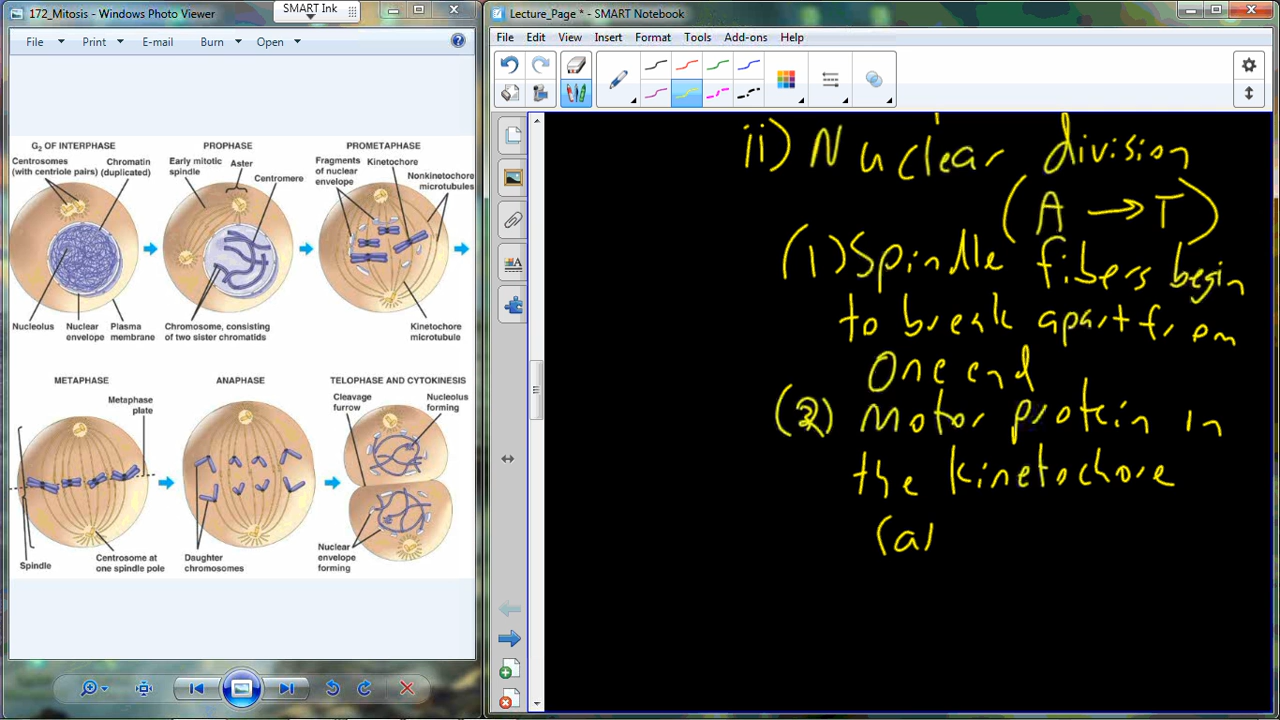 172_Mitosis - Windows Photo Viewer
SMART Ink
File Print E-mail Burn Open
G2 OF INTERPHASE
Centrosomes
(with centriole pairs)
Chromatin
(duplicated)
Nucleolus
Nuclear
envelope
Plasma
membrane
PROPHASE
Early mitotic
spindle
Aster
Centromere
Chromosome, consisting
of two sister chromatids
PROMETAPHASE
Fragments
of nuclear
envelope
Kinetochore
Nonkinetochore
microtubules
Kinetochore
microtubule
METAPHASE
Metaphase
plate
Spindle
Centrosome at
one spindle pole
ANAPHASE
Daughter
chromosomes
TELOPHASE AND CYTOKINESIS
Cleavage
furrow
Nucleolus
forming
Nuclear
envelope
forming
Lecture_Page * - SMART Notebook
File Edit View Insert Format Tools Add-ons Help
ii) Nuclear division
(A → T)
(1) Spindle fibers begin
to break apart from
One end
(2) Motor protein in
the kinetochore
(a)